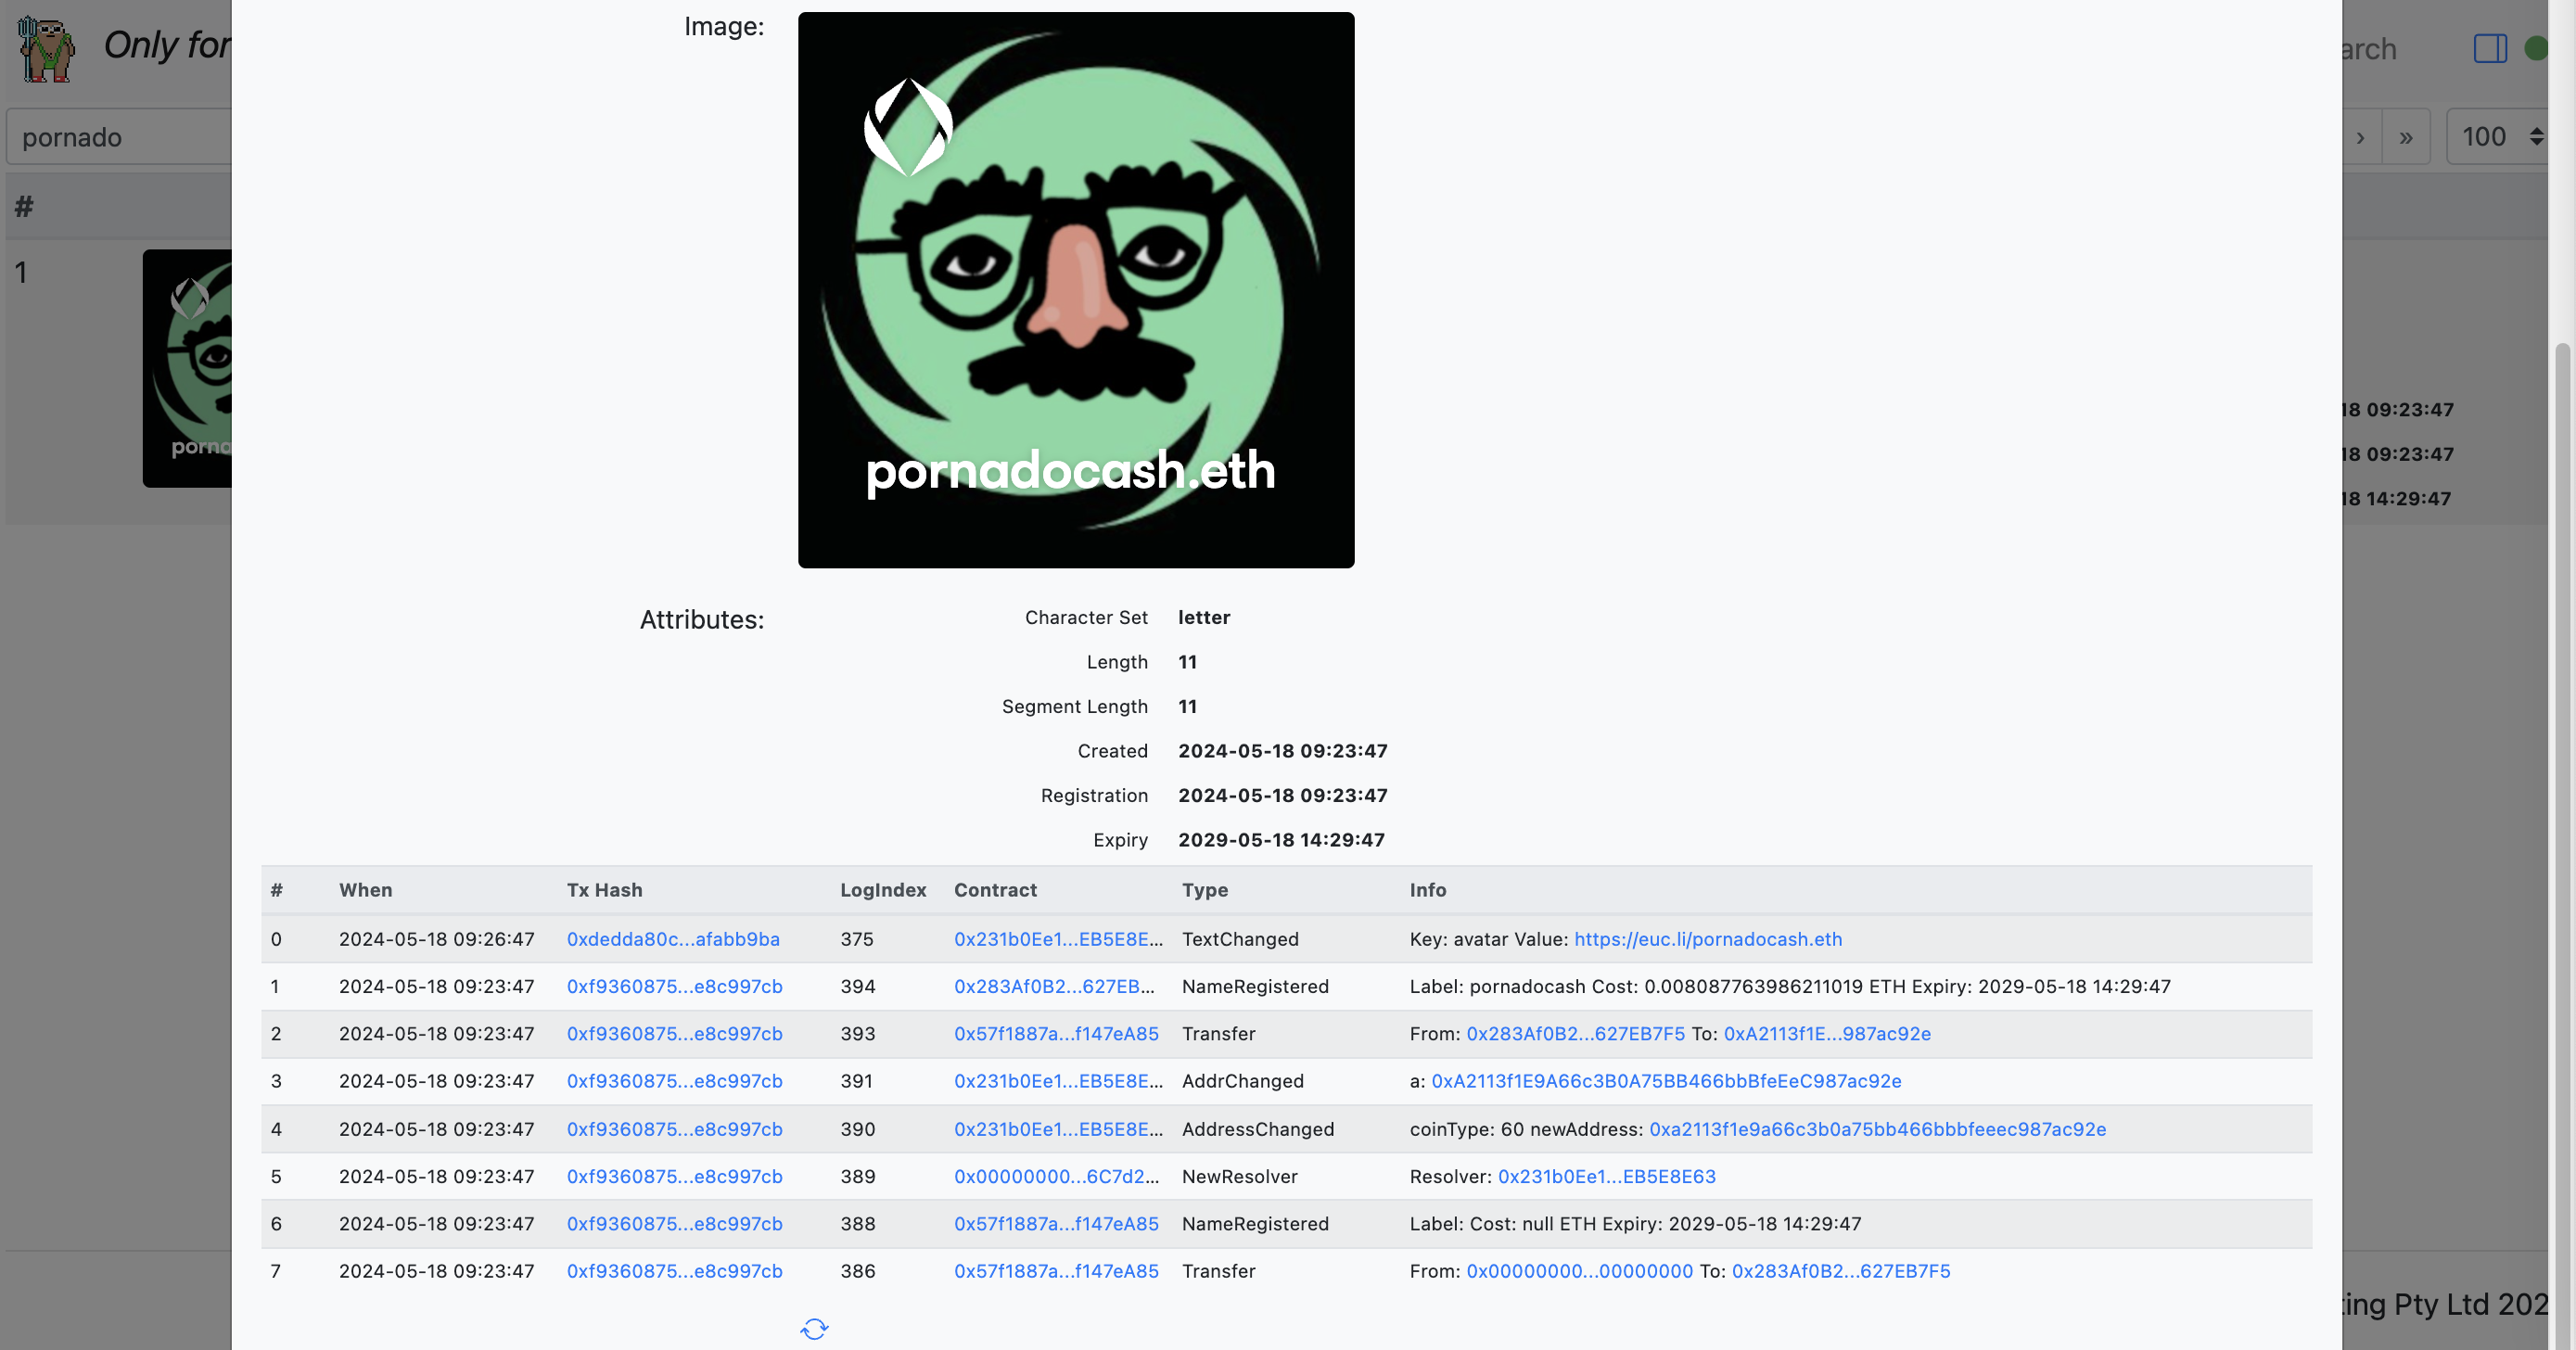 Only for
arch
pornado
›
»
100
#
1
porna
18 09:23:47
18 09:23:47
18 14:29:47
Image:
pornadocash.eth
Attributes:
Character Set letter
Length 11
Segment Length 11
Created 2024-05-18 09:23:47
Registration 2024-05-18 09:23:47
Expiry 2029-05-18 14:29:47
# When Tx Hash LogIndex Contract Type Info
0 2024-05-18 09:26:47 0xdedda80c...afabb9ba 375 0x231b0Ee1...EB5E8E... TextChanged Key: avatar Value: https://euc.li/pornadocash.eth
1 2024-05-18 09:23:47 0xf9360875...e8c997cb 394 0x283Af0B2...627EB... NameRegistered Label: pornadocash Cost: 0.008087763986211019 ETH Expiry: 2029-05-18 14:29:47
2 2024-05-18 09:23:47 0xf9360875...e8c997cb 393 0x57f1887a...f147eA85 Transfer From: 0x283Af0B2...627EB7F5 To: 0xA2113f1E...987ac92e
3 2024-05-18 09:23:47 0xf9360875...e8c997cb 391 0x231b0Ee1...EB5E8E... AddrChanged a: 0xA2113f1E9A66c3B0A75BB466bbBfeEeC987ac92e
4 2024-05-18 09:23:47 0xf9360875...e8c997cb 390 0x231b0Ee1...EB5E8E... AddressChanged coinType: 60 newAddress: 0xa2113f1e9a66c3b0a75bb466bbbfeeec987ac92e
5 2024-05-18 09:23:47 0xf9360875...e8c997cb 389 0x00000000...6C7d2... NewResolver Resolver: 0x231b0Ee1...EB5E8E63
6 2024-05-18 09:23:47 0xf9360875...e8c997cb 388 0x57f1887a...f147eA85 NameRegistered Label: Cost: null ETH Expiry: 2029-05-18 14:29:47
7 2024-05-18 09:23:47 0xf9360875...e8c997cb 386 0x57f1887a...f147eA85 Transfer From: 0x00000000...00000000 To: 0x283Af0B2...627EB7F5
ting Pty Ltd 202